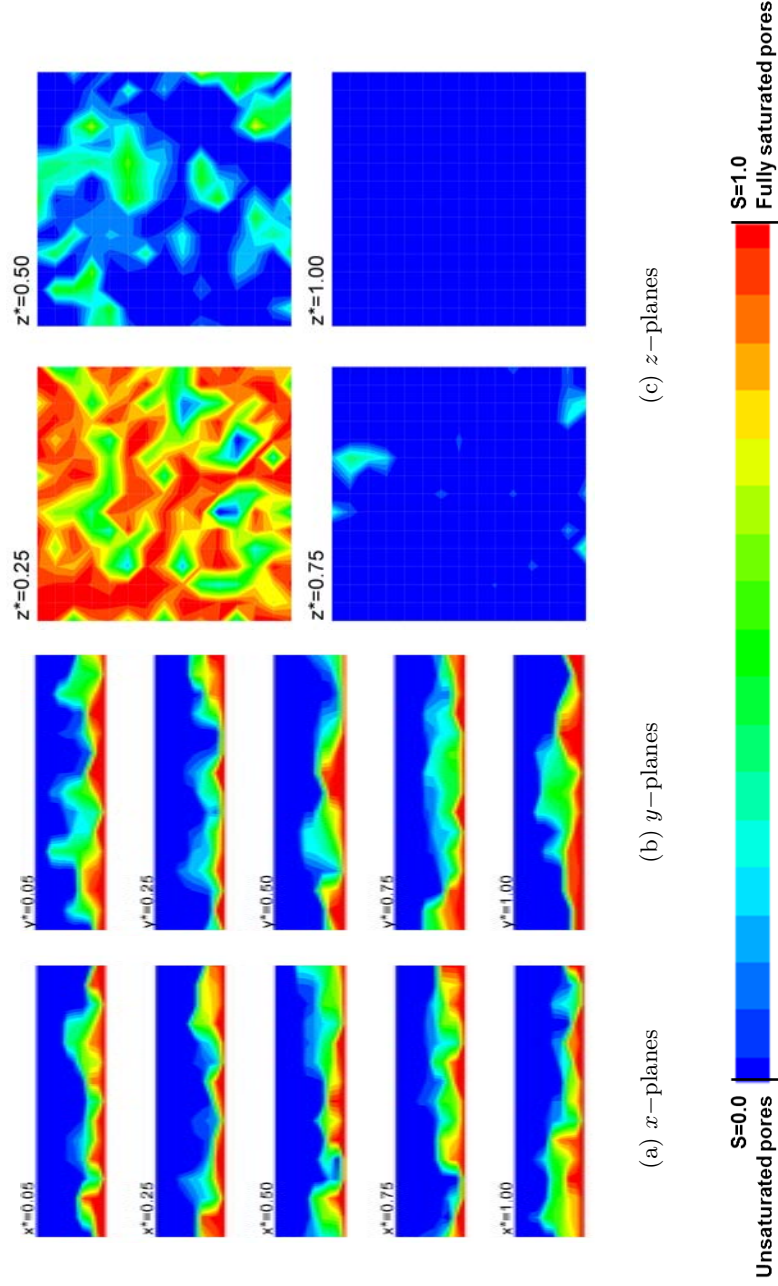 x*=0.05
x*=0.25
x*=0.50
x*=0.75
x*=1.00
(a) x−planes
y*=0.05
y*=0.25
y*=0.50
y*=0.75
y*=1.00
(b) y−planes
z*=0.25
z*=0.50
z*=0.75
z*=1.00
(c) z−planes
S=0.0
Unsaturated pores
S=1.0
Fully saturated pores